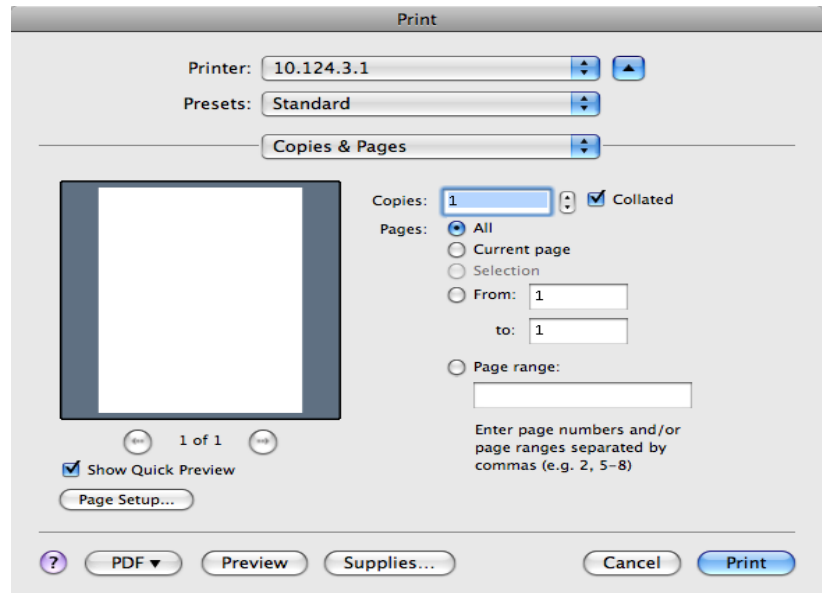 Print
Printer: 10.124.3.1
Presets: Standard
Copies & Pages
Copies: 1 Collated
Pages: All
Current page
Selection
From: 1
to: 1
Page range:
Enter page numbers and/or
page ranges separated by
commas (e.g. 2, 5–8)
1 of 1
Show Quick Preview
Page Setup...
? PDF Preview Supplies... Cancel Print